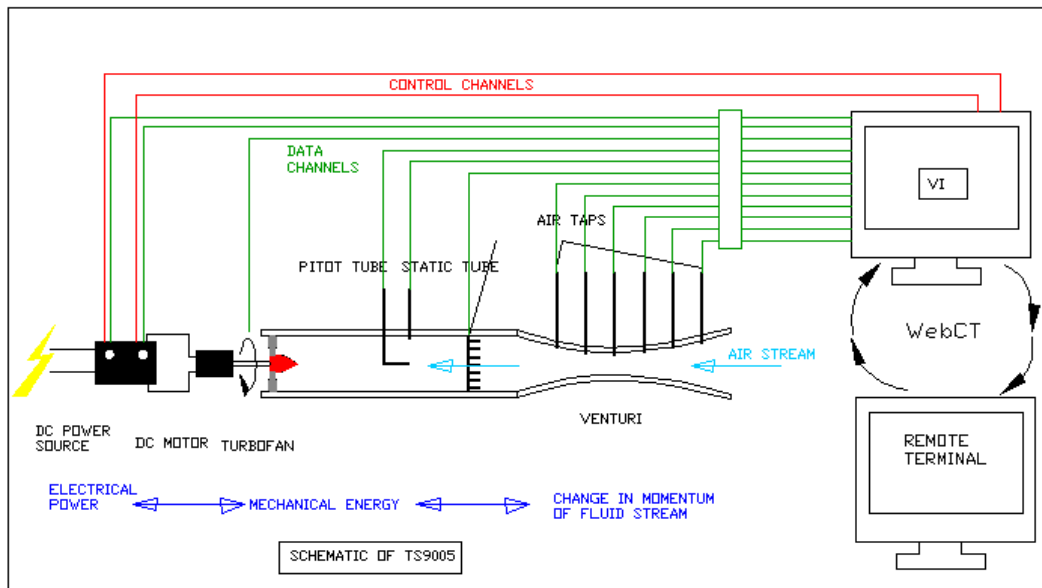 CONTROL CHANNELS
DATA
CHANNELS
VI
AIR TAPS
PITOT TUBE STATIC TUBE
WebCT
AIR STREAM
VENTURI
DC POWER
SOURCE
DC MOTOR
TURBOFAN
REMOTE
TERMINAL
ELECTRICAL
POWER
MECHANICAL ENERGY
CHANGE IN MOMENTUM
OF FLUID STREAM
SCHEMATIC OF TS9005